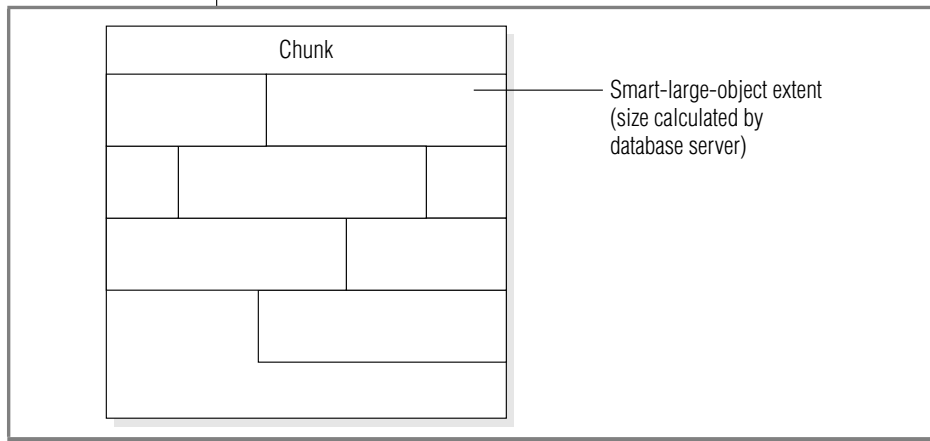 Chunk
Smart-large-object extent
(size calculated by
database server)